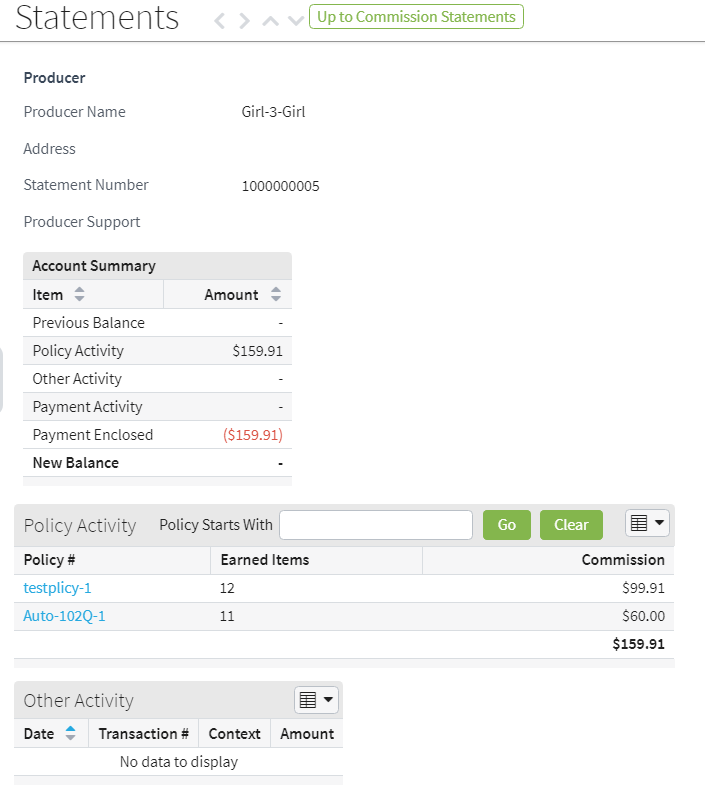 Statements Up to Commission Statements
Producer
Producer Name Girl-3-Girl
Address
Statement Number 1000000005
Producer Support
Account Summary
Item Amount
Previous Balance -
Policy Activity $159.91
Other Activity -
Payment Activity -
Payment Enclosed ($159.91)
New Balance -
Policy Activity Policy Starts With Go Clear
Policy # Earned Items Commission
testplicy-1 12 $99.91
Auto-102Q-1 11 $60.00
$159.91
Other Activity
Date Transaction # Context Amount
No data to display